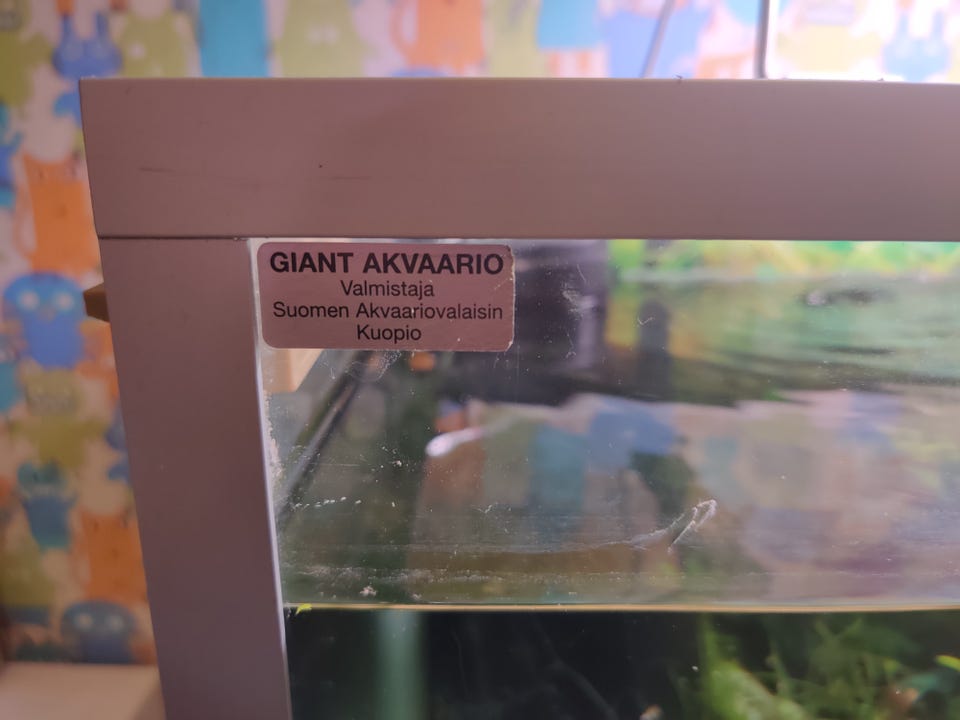 GIANT AKVAARIO
Valmistaja
Suomen Akvaariovalaisin
Kuopio